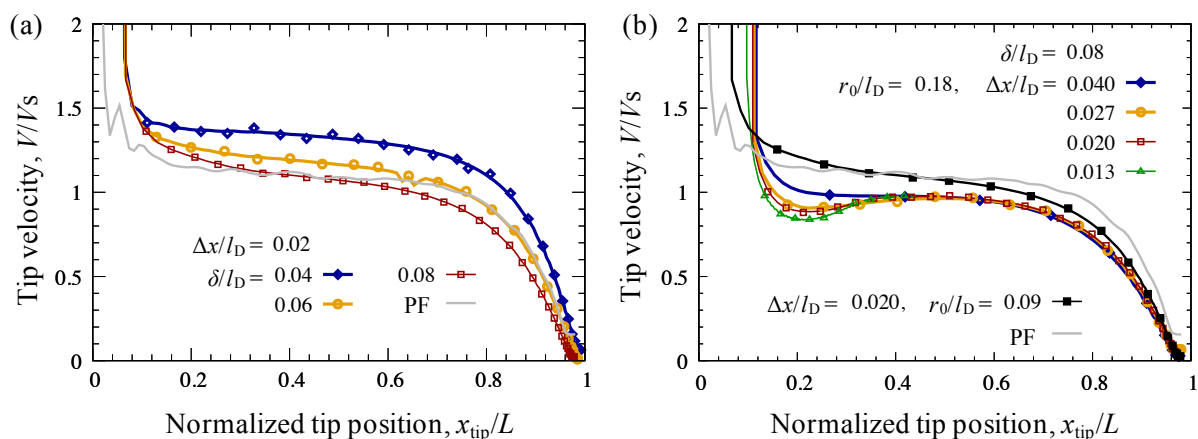 (a)
2
1.5
1
0.5
0
Tip velocity, V/Vs
Δx/lD = 0.02
δ/lD = 0.04
0.06
0.08
PF
0 0.2 0.4 0.6 0.8 1
Normalized tip position, xtip/L
(b)
2
1.5
1
0.5
0
Tip velocity, V/Vs
δ/lD = 0.08
r0/lD = 0.18, Δx/lD = 0.040
0.027
0.020
0.013
Δx/lD = 0.020, r0/lD = 0.09
PF
0 0.2 0.4 0.6 0.8 1
Normalized tip position, xtip/L